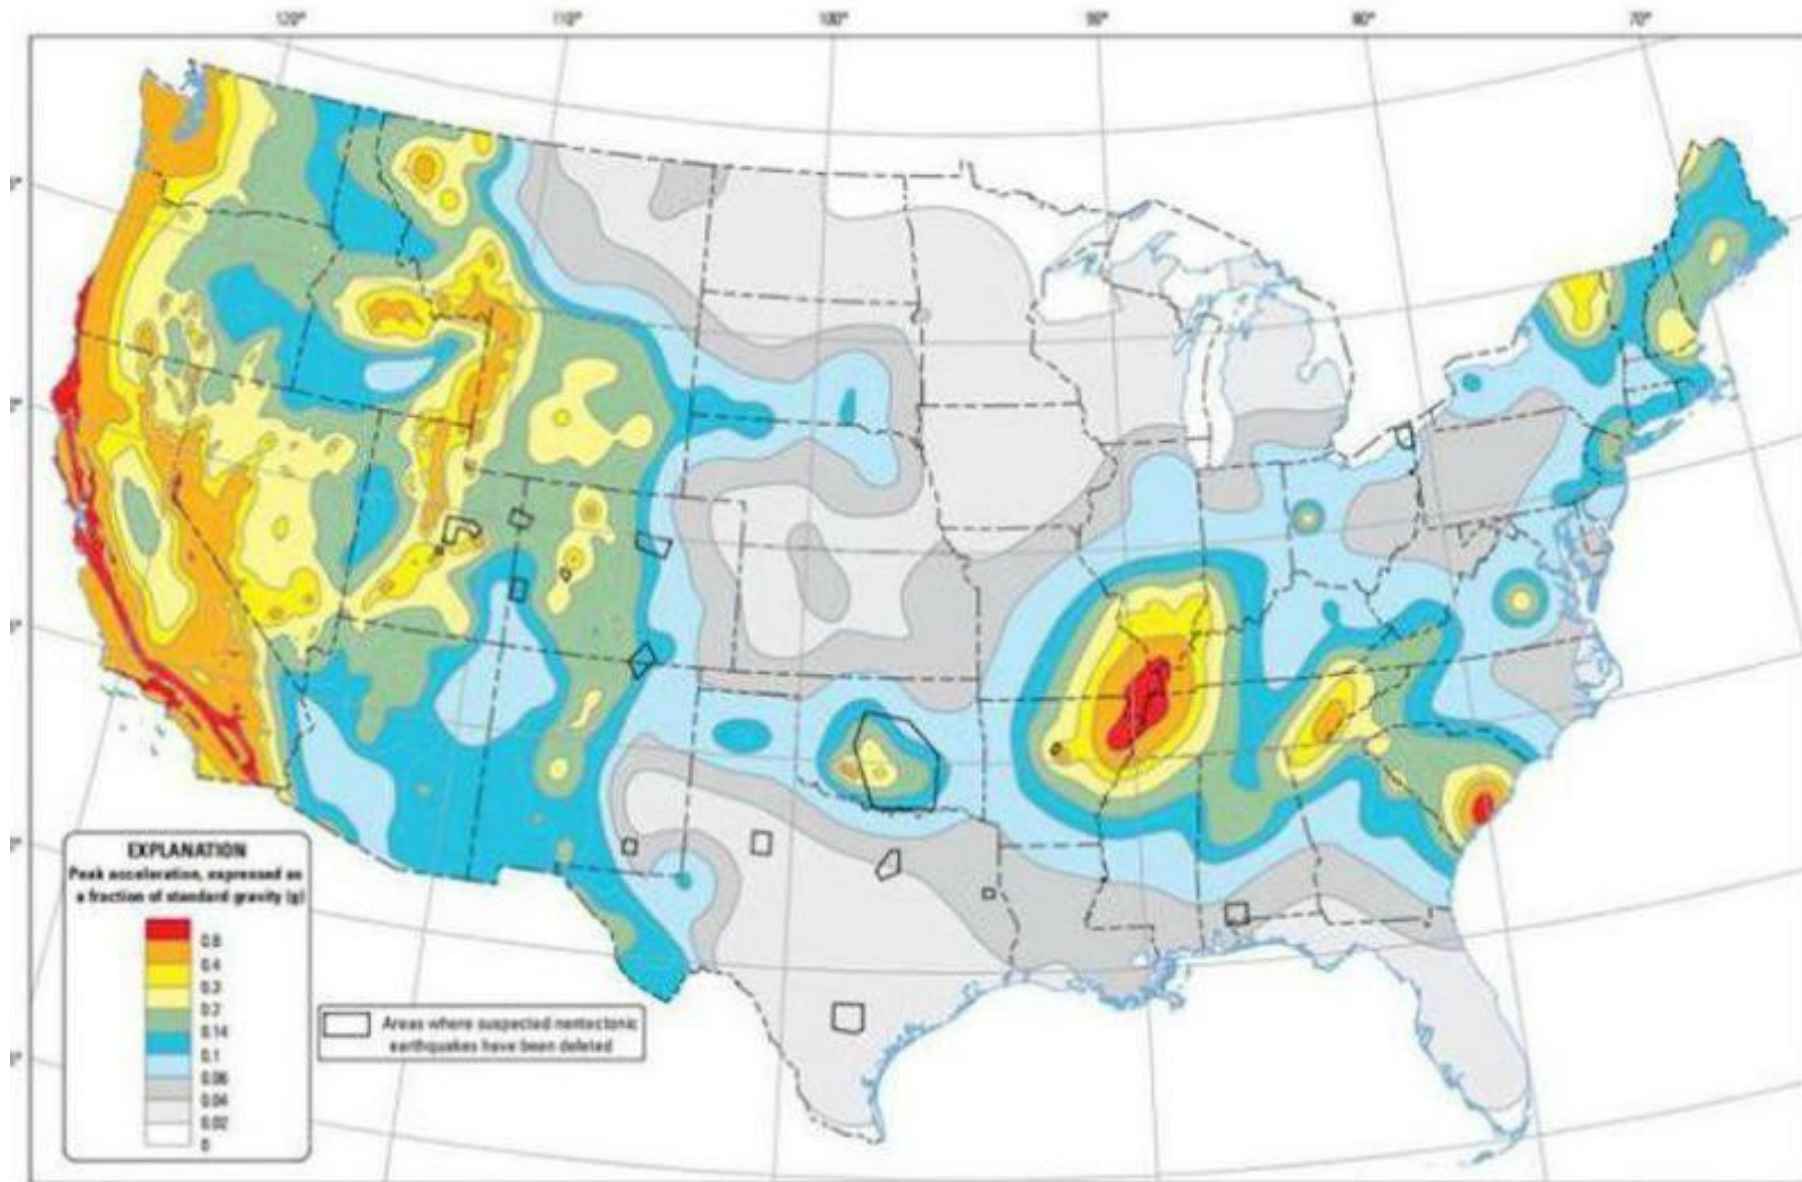 120° 110° 100° 90° 80° 70°
EXPLANATION
Peak acceleration, expressed as
a fraction of standard gravity (g)
0.8
0.4
0.3
0.2
0.14
0.1
0.06
0.04
0.02
0
Areas where suspected nontectonic
earthquakes have been deleted